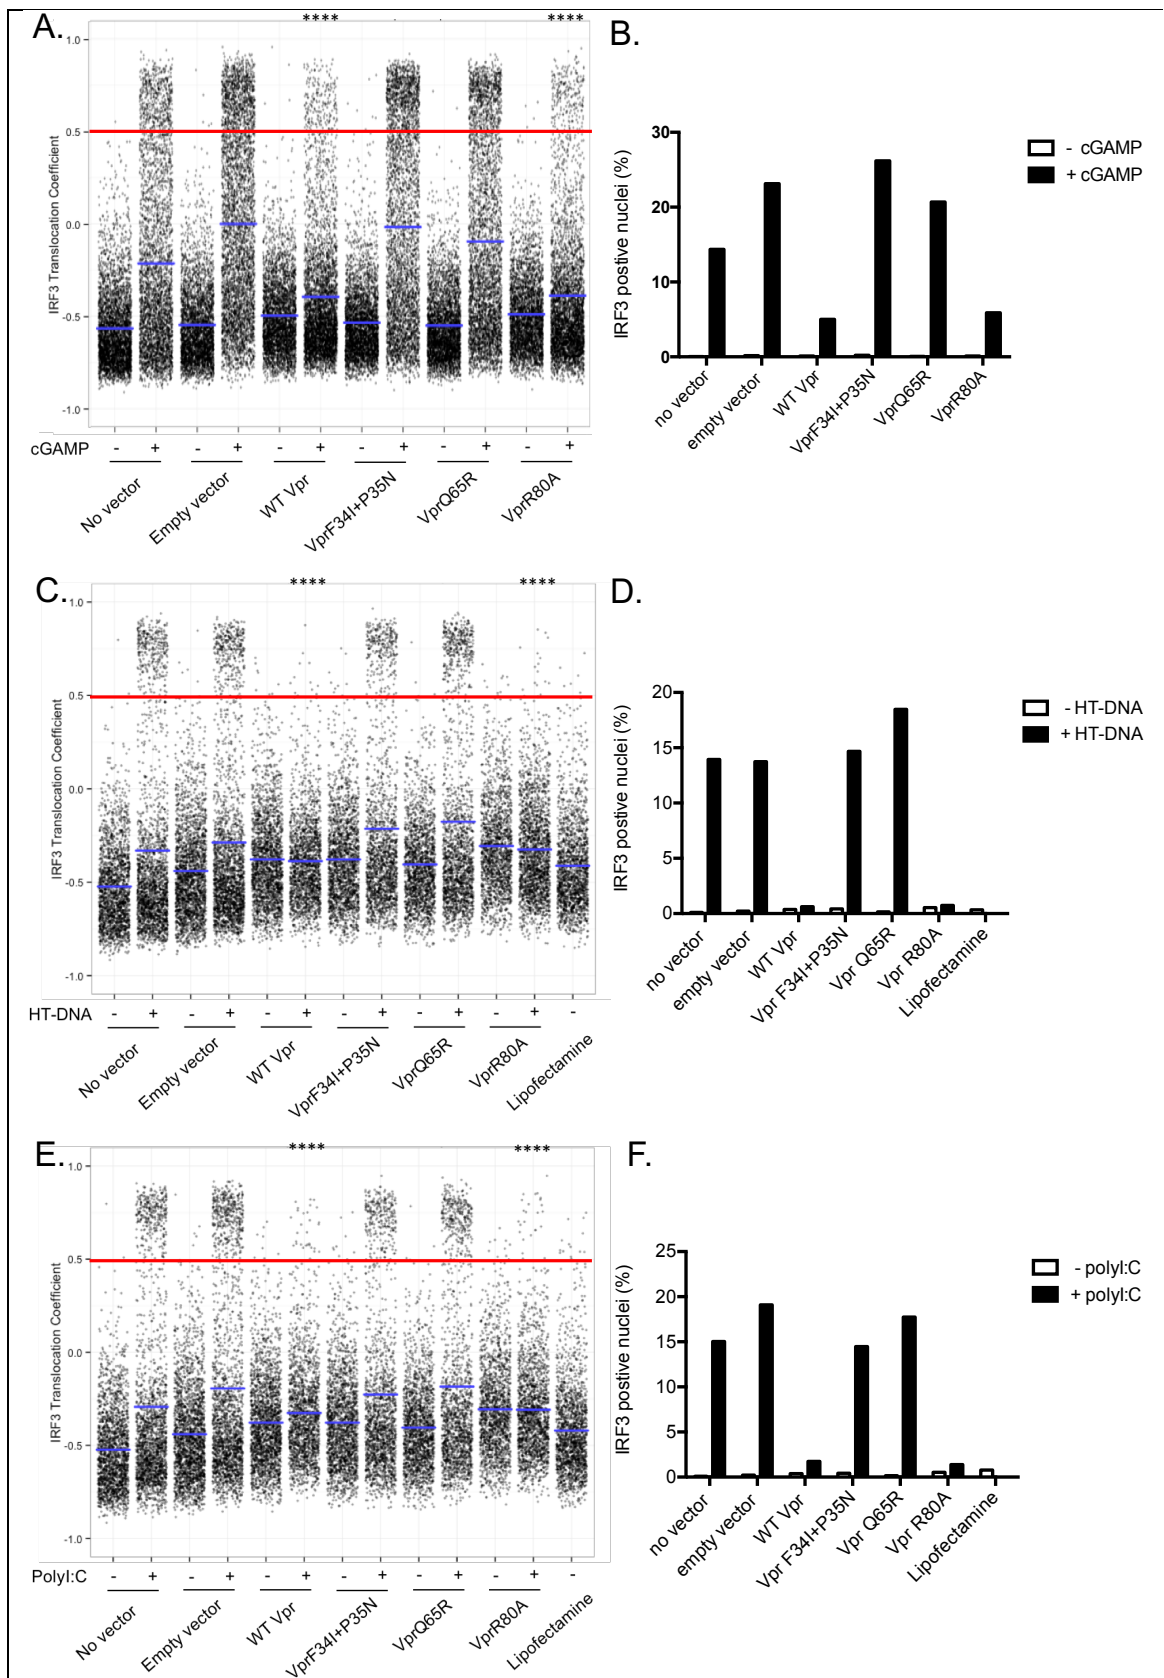 A.
****
****
1.0
0.5
0.0
-0.5
-1.0
IRF3 Translocation Coefficient
cGAMP - + - + - + - + - + - +
No vector
Empty vector
WT Vpr
VprF34I+P35N
VprQ65R
VprR80A
B.
30
20
10
0
IRF3 postive nuclei (%)
- cGAMP
+ cGAMP
no vector
empty vector
WT Vpr
VprF34I+P35N
VprQ65R
VprR80A
C.
****
****
1.0
0.5
0.0
-0.5
-1.0
IRF3 Translocation Coefficient
HT-DNA - + - + - + - + - + - + -
No vector
Empty vector
WT Vpr
VprF34I+P35N
VprQ65R
VprR80A
Lipofectamine
D.
20
15
10
5
0
IRF3 postive nuclei (%)
- HT-DNA
+ HT-DNA
no vector
empty vector
WT Vpr
Vpr F34I+P35N
Vpr Q65R
Vpr R80A
Lipofectamine
E.
****
****
1.0
0.5
0.0
-0.5
-1.0
IRF3 Translocation Coefficient
PolyI:C - + - + - + - + - + - + -
No vector
Empty vector
WT Vpr
VprF34I+P35N
VprQ65R
VprR80A
Lipofectamine
F.
25
20
15
10
5
0
IRF3 postive nuclei (%)
- polyI:C
+ polyI:C
no vector
empty vector
WT Vpr
Vpr F34I+P35N
Vpr Q65R
Vpr R80A
Lipofectamine